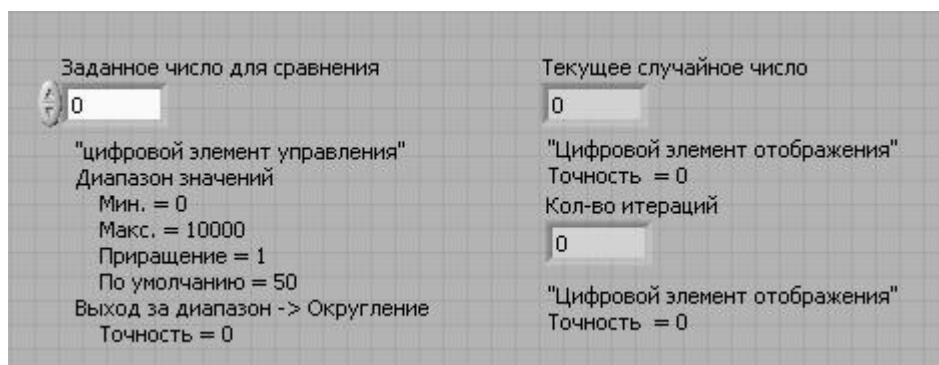 Заданное число для сравнения
0
"цифровой элемент управления"
Диапазон значений
Мин. = 0
Макс. = 10000
Приращение = 1
По умолчанию = 50
Выход за диапазон -> Округление
Точность = 0
Текущее случайное число
0
"Цифровой элемент отображения"
Точность = 0
Кол-во итераций
0
"Цифровой элемент отображения"
Точность = 0